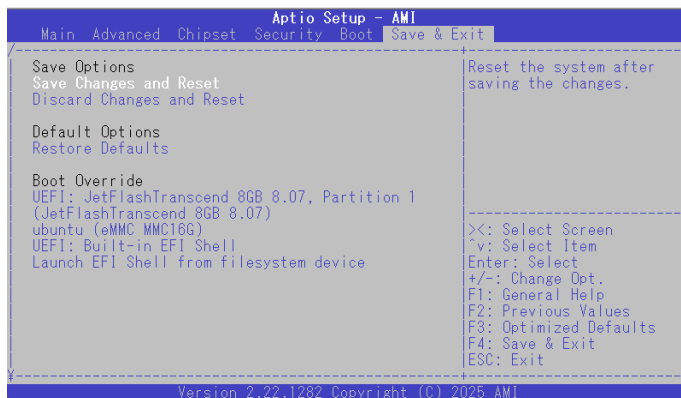 Aptio Setup - AMI
Main Advanced Chipset Security Boot Save & Exit
Save Options
Save Changes and Reset
Discard Changes and Reset
Default Options
Restore Defaults
Boot Override
UEFI: JetFlashTranscend 8GB 8.07, Partition 1
(JetFlashTranscend 8GB 8.07)
ubuntu (eMMC MMC16G)
UEFI: Built-in EFI Shell
Launch EFI Shell from filesystem device
Reset the system after
saving the changes.
><: Select Screen
^v: Select Item
Enter: Select
+/-: Change Opt.
F1: General Help
F2: Previous Values
F3: Optimized Defaults
F4: Save & Exit
ESC: Exit
Version 2.22.1282 Copyright (C) 2025 AMI